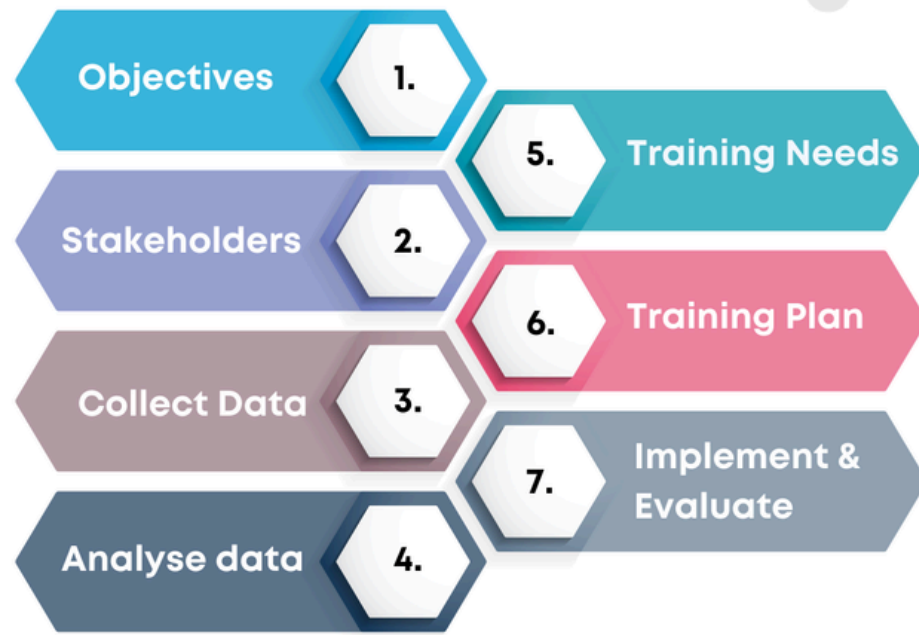 Objectives
1.
Stakeholders
2.
Collect Data
3.
Analyse data
4.
5.
Training Needs
6.
Training Plan
7.
Implement &
Evaluate